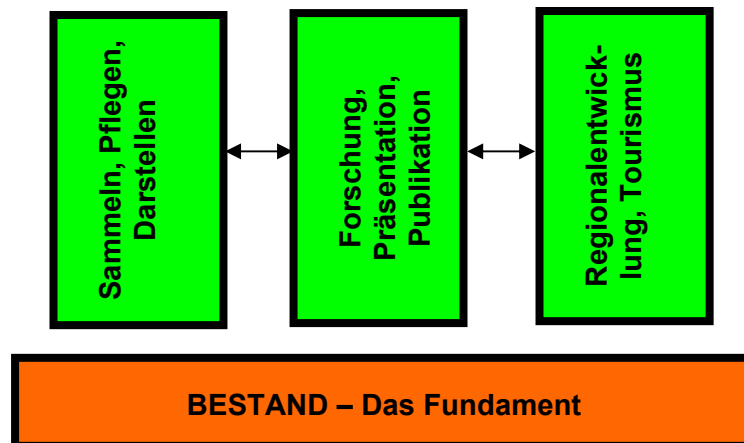 Sammeln, Pflegen,
Darstellen
Forschung,
Präsentation,
Publikation
Regionalentwick-
lung, Tourismus
BESTAND – Das Fundament